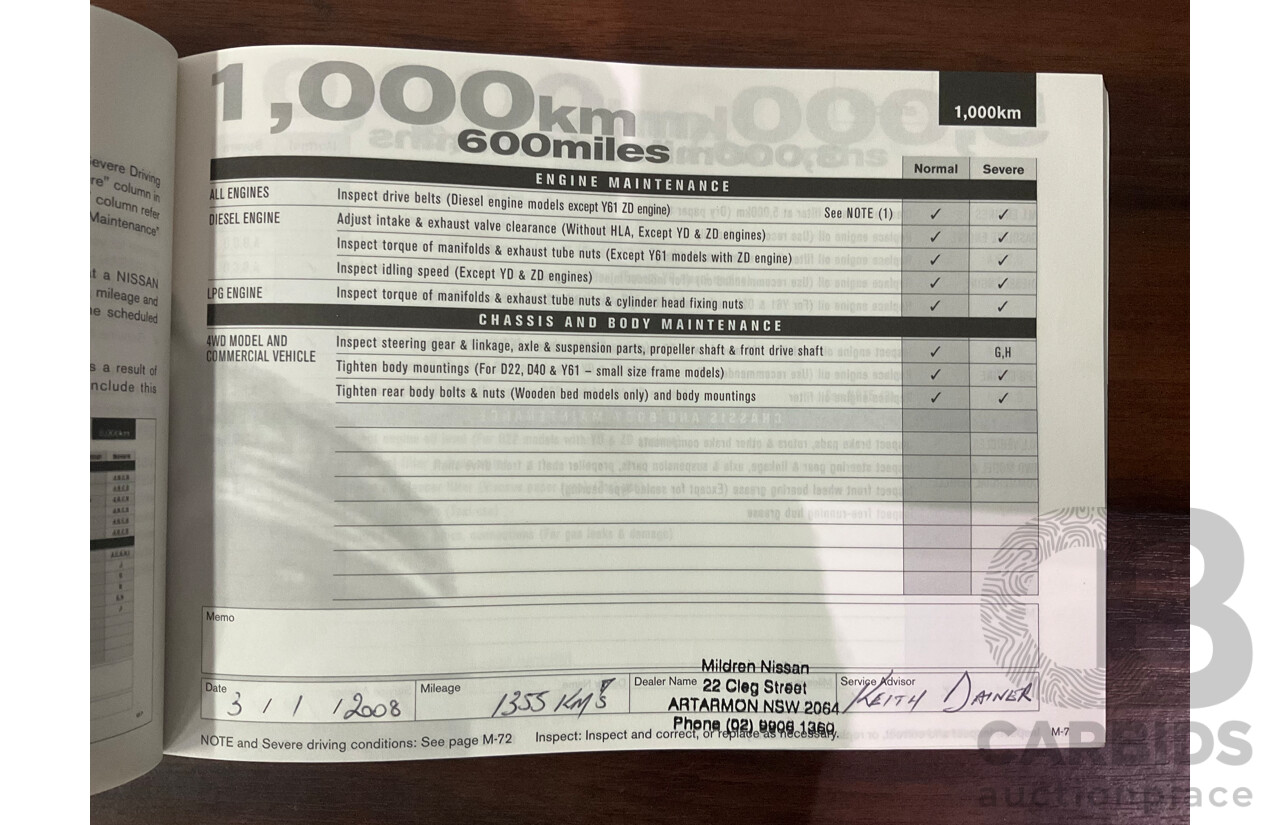 1,000km
600miles
1,000km
Normal Severe
ENGINE MAINTENANCE
ALL ENGINES Inspect drive belts (Diesel engine models except Y61 ZD engine) See NOTE (1) ✓ ✓
DIESEL ENGINE Adjust intake & exhaust valve clearance (Without HLA, Except YD & ZD engines) ✓ ✓
Inspect torque of manifolds & exhaust tube nuts (Except Y61 models with ZD engine) ✓ ✓
Inspect idling speed (Except YD & ZD engines) ✓ ✓
LPG ENGINE Inspect torque of manifolds & exhaust tube nuts & cylinder head fixing nuts ✓ ✓
CHASSIS AND BODY MAINTENANCE
4WD MODEL AND
COMMERCIAL VEHICLE
Inspect steering gear & linkage, axle & suspension parts, propeller shaft & front drive shaft ✓ G,H
Tighten body mountings (For D22, D40 & Y61 – small size frame models) ✓ ✓
Tighten rear body bolts & nuts (Wooden bed models only) and body mountings ✓ ✓
Memo
Date 3 / 1 / 2008
Mileage 1355 KM's
Dealer Name
Mildren Nissan
22 Cleg Street
ARTARMON NSW 2064
Phone (02) 9906 1360
Service Advisor KEITH DAINER
NOTE and Severe driving conditions: See page M-72 Inspect: Inspect and correct, or replace as necessary.
M-7
evere Driving
re" column in
column refer
Maintenance"
t a NISSAN
mileage and
e scheduled
s a result of
nclude this
CARBIDS
auctionplace